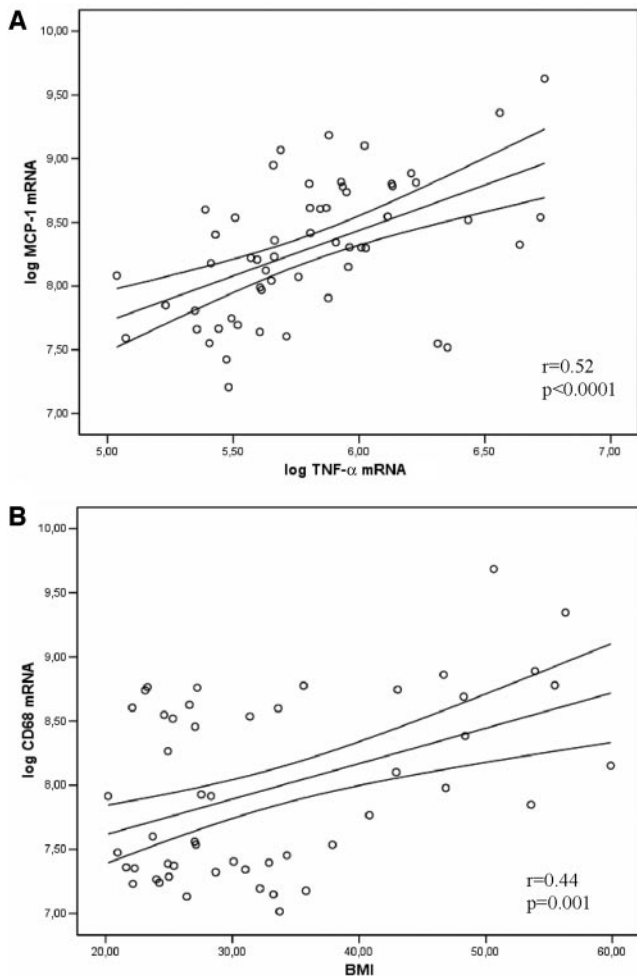 A
10,00
9,50
9,00
8,50
8,00
7,50
7,00
log MCP-1 mRNA
r=0.52
p<0.0001
5,00 5,50 6,00 6,50 7,00
log TNF-α mRNA
B
10,00
9,50
9,00
8,50
8,00
7,50
7,00
log CD68 mRNA
r=0.44
p=0.001
20,00 30,00 40,00 50,00 60,00
BMI